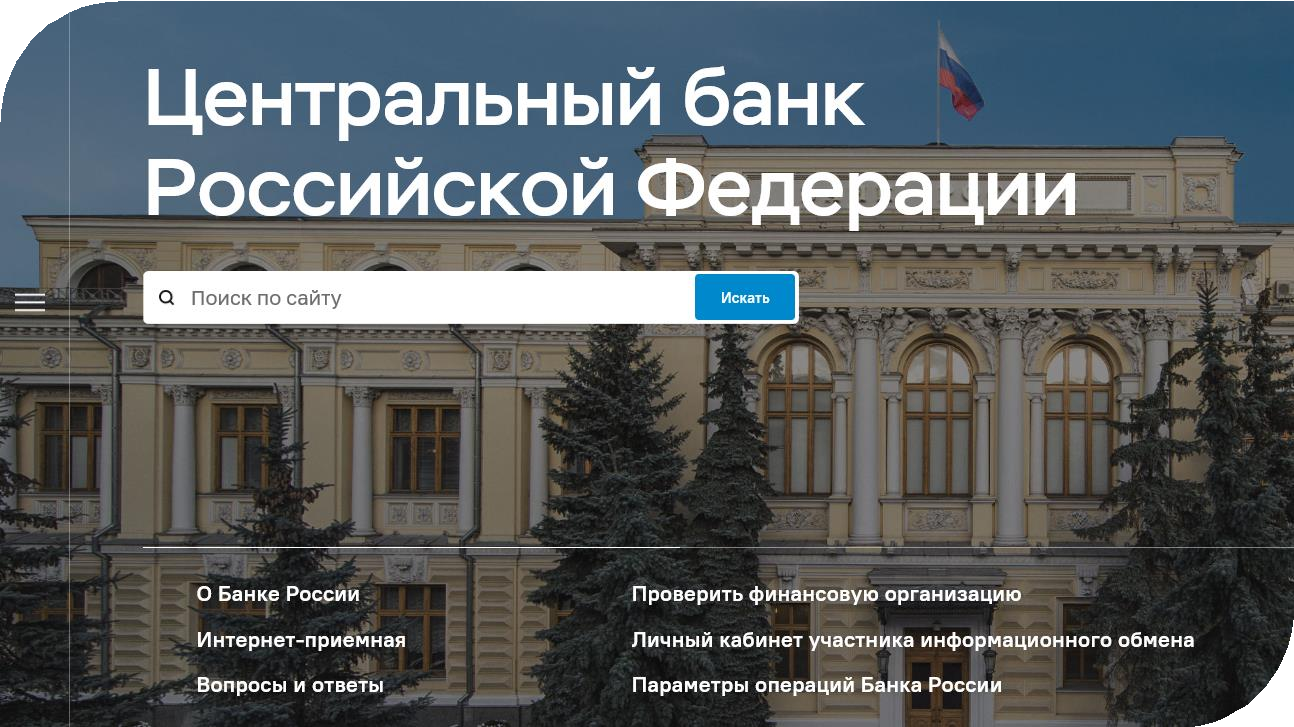 Центральный банк
Российской Федерации
Поиск по сайту
Искать
О Банке России
Проверить финансовую организацию
Интернет-приемная
Личный кабинет участника информационного обмена
Вопросы и ответы
Параметры операций Банка России